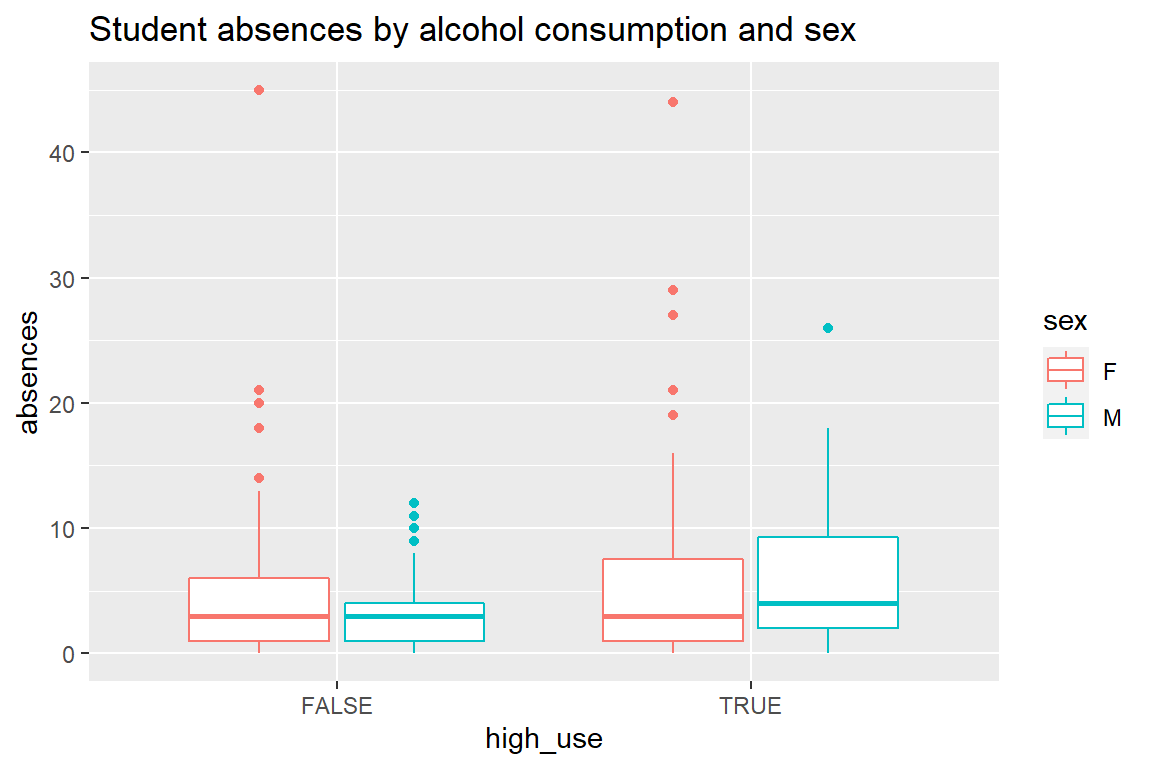 Student absences by alcohol consumption and sex
absences
40
30
20
10
0
FALSE TRUE
high_use
sex
F
M